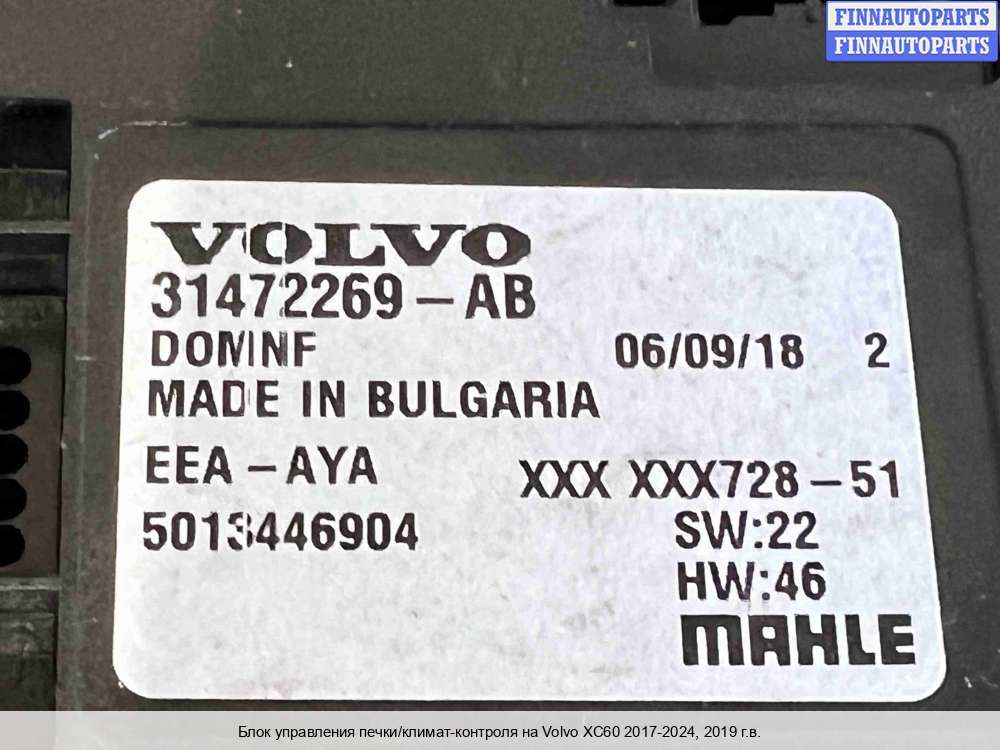 FINNAUTOPARTS
FINNAUTOPARTS
VOLVO
31472269-AB
DOMNF 06/09/18 2
MADE IN BULGARIA
EEA-AYA XXX XXX728-51
5013446904 SW:22
HW:46
MAHLE
Блок управления печки/климат-контроля на Volvo XC60 2017-2024, 2019 г.в.